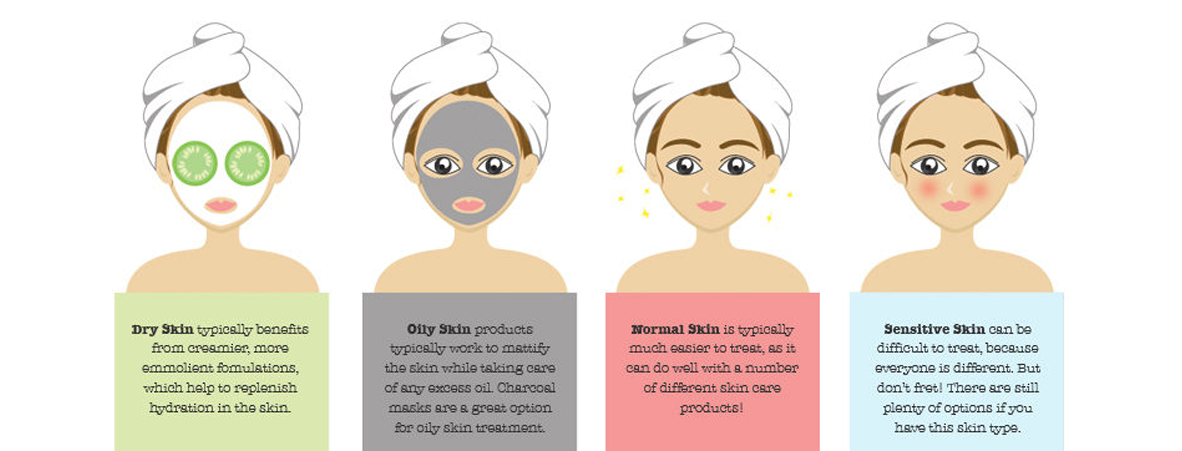 Dry Skin typically benefits
from creamier, more
emmolient fomulations,
which help to replenish
hydration in the skin.
Oily Skin products
typically work to mattify
the skin while taking care
of any excess oil. Charcoal
masks are a great option
for oily skin treatment.
Normal Skin is typically
much easier to treat, as it
can do well with a number
of different skin care
products!
Sensitive Skin can be
difficult to treat, because
everyone is different. But
don't fret! There are still
plenty of options if you
have this skin type.